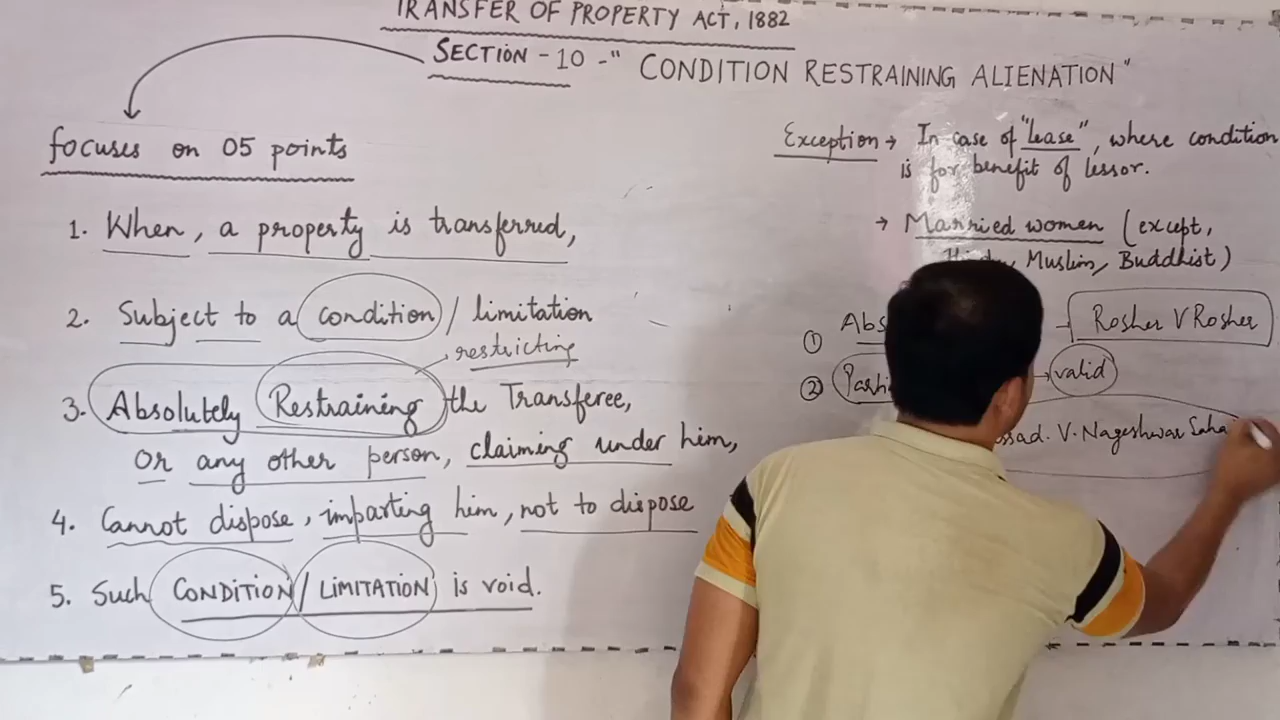 TRANSFER OF PROPERTY ACT, 1882
SECTION - 10 - " CONDITION RESTRAINING ALIENATION"
focuses on 05 points
1. When, a property is transferred,
2. Subject to a condition / limitation
restricting
3. Absolutely Restraining the Transferee,
or any other person, claiming under him,
4. Cannot dispose, imparting him, not to dispose
5. Such CONDITION / LIMITATION is void.
Exception → In case of "lease", where condition
is for benefit of lessor.
→ Married women (except,
Muslim, Buddhist)
① Rosher V Rosher
② → valid
V. Nageshwar